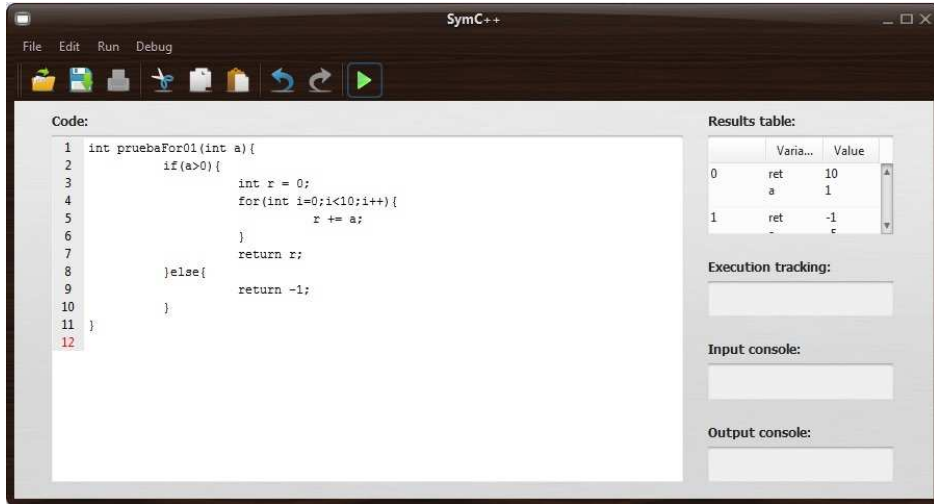 SymC++
File Edit Run Debug
Code:
1 int pruebaFor01(int a){
2 if(a>0){
3 int r = 0;
4 for(int i=0;i<10;i++){
5 r += a;
6 }
7 return r;
8 }else{
9 return -1;
10 }
11 }
12
Results table:
Varia... Value
0 ret 10
a 1
1 ret -1
Execution tracking:
Input console:
Output console: